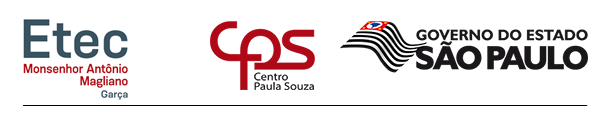 Etec
Monsenhor Antônio
Magliano
Garça
cps
Centro
Paula Souza
GOVERNO DO ESTADO
SÃO PAULO